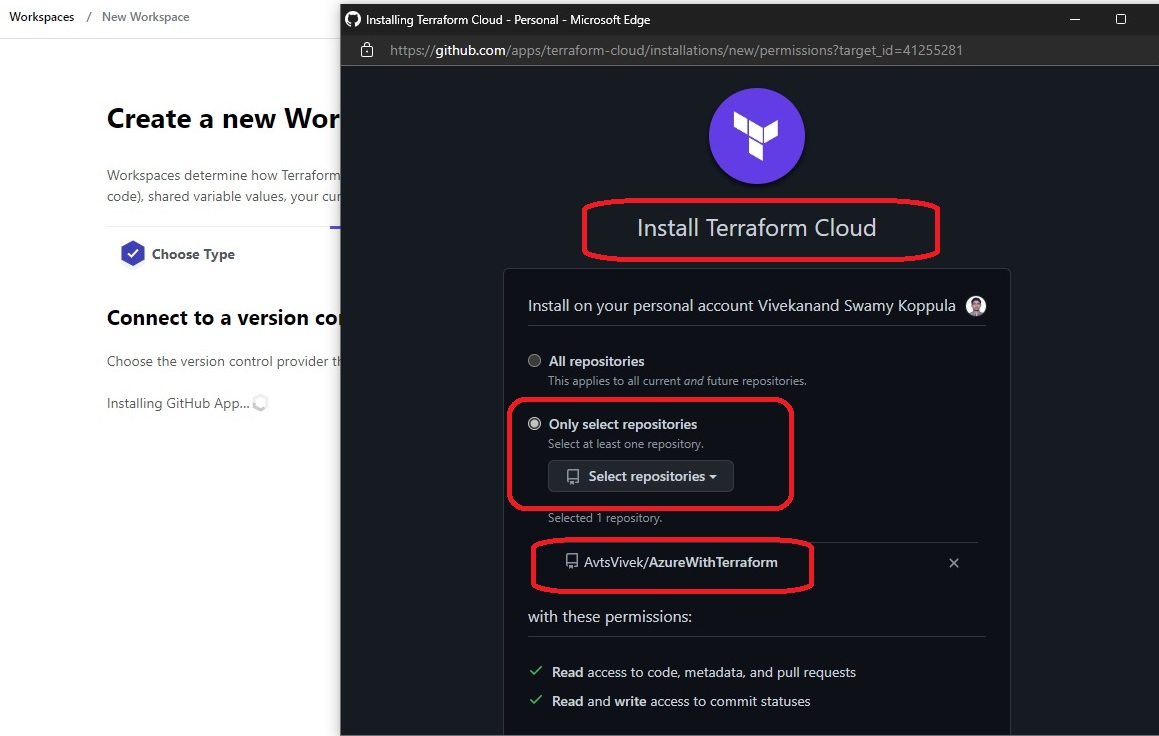 Workspaces / New Workspace
Create a new Wor
Workspaces determine how Terraform
code), shared variable values, your cur
Choose Type
Connect to a version co
Choose the version control provider th
Installing GitHub App...
Installing Terraform Cloud - Personal - Microsoft Edge
https://github.com/apps/terraform-cloud/installations/new/permissions?target_id=41255281
Install Terraform Cloud
Install on your personal account Vivekanand Swamy Koppula
All repositories
This applies to all current and future repositories.
Only select repositories
Select at least one repository.
Select repositories
Selected 1 repository.
AvtsVivek/AzureWithTerraform
with these permissions:
Read access to code, metadata, and pull requests
Read and write access to commit statuses